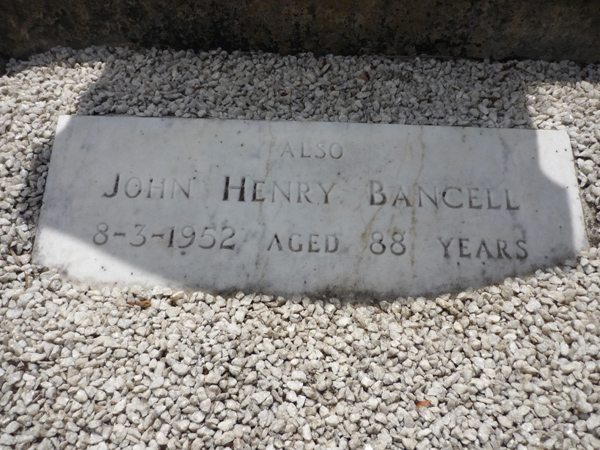 ALSO
JOHN HENRY BANCELL
8-3-1952 AGED 88 YEARS